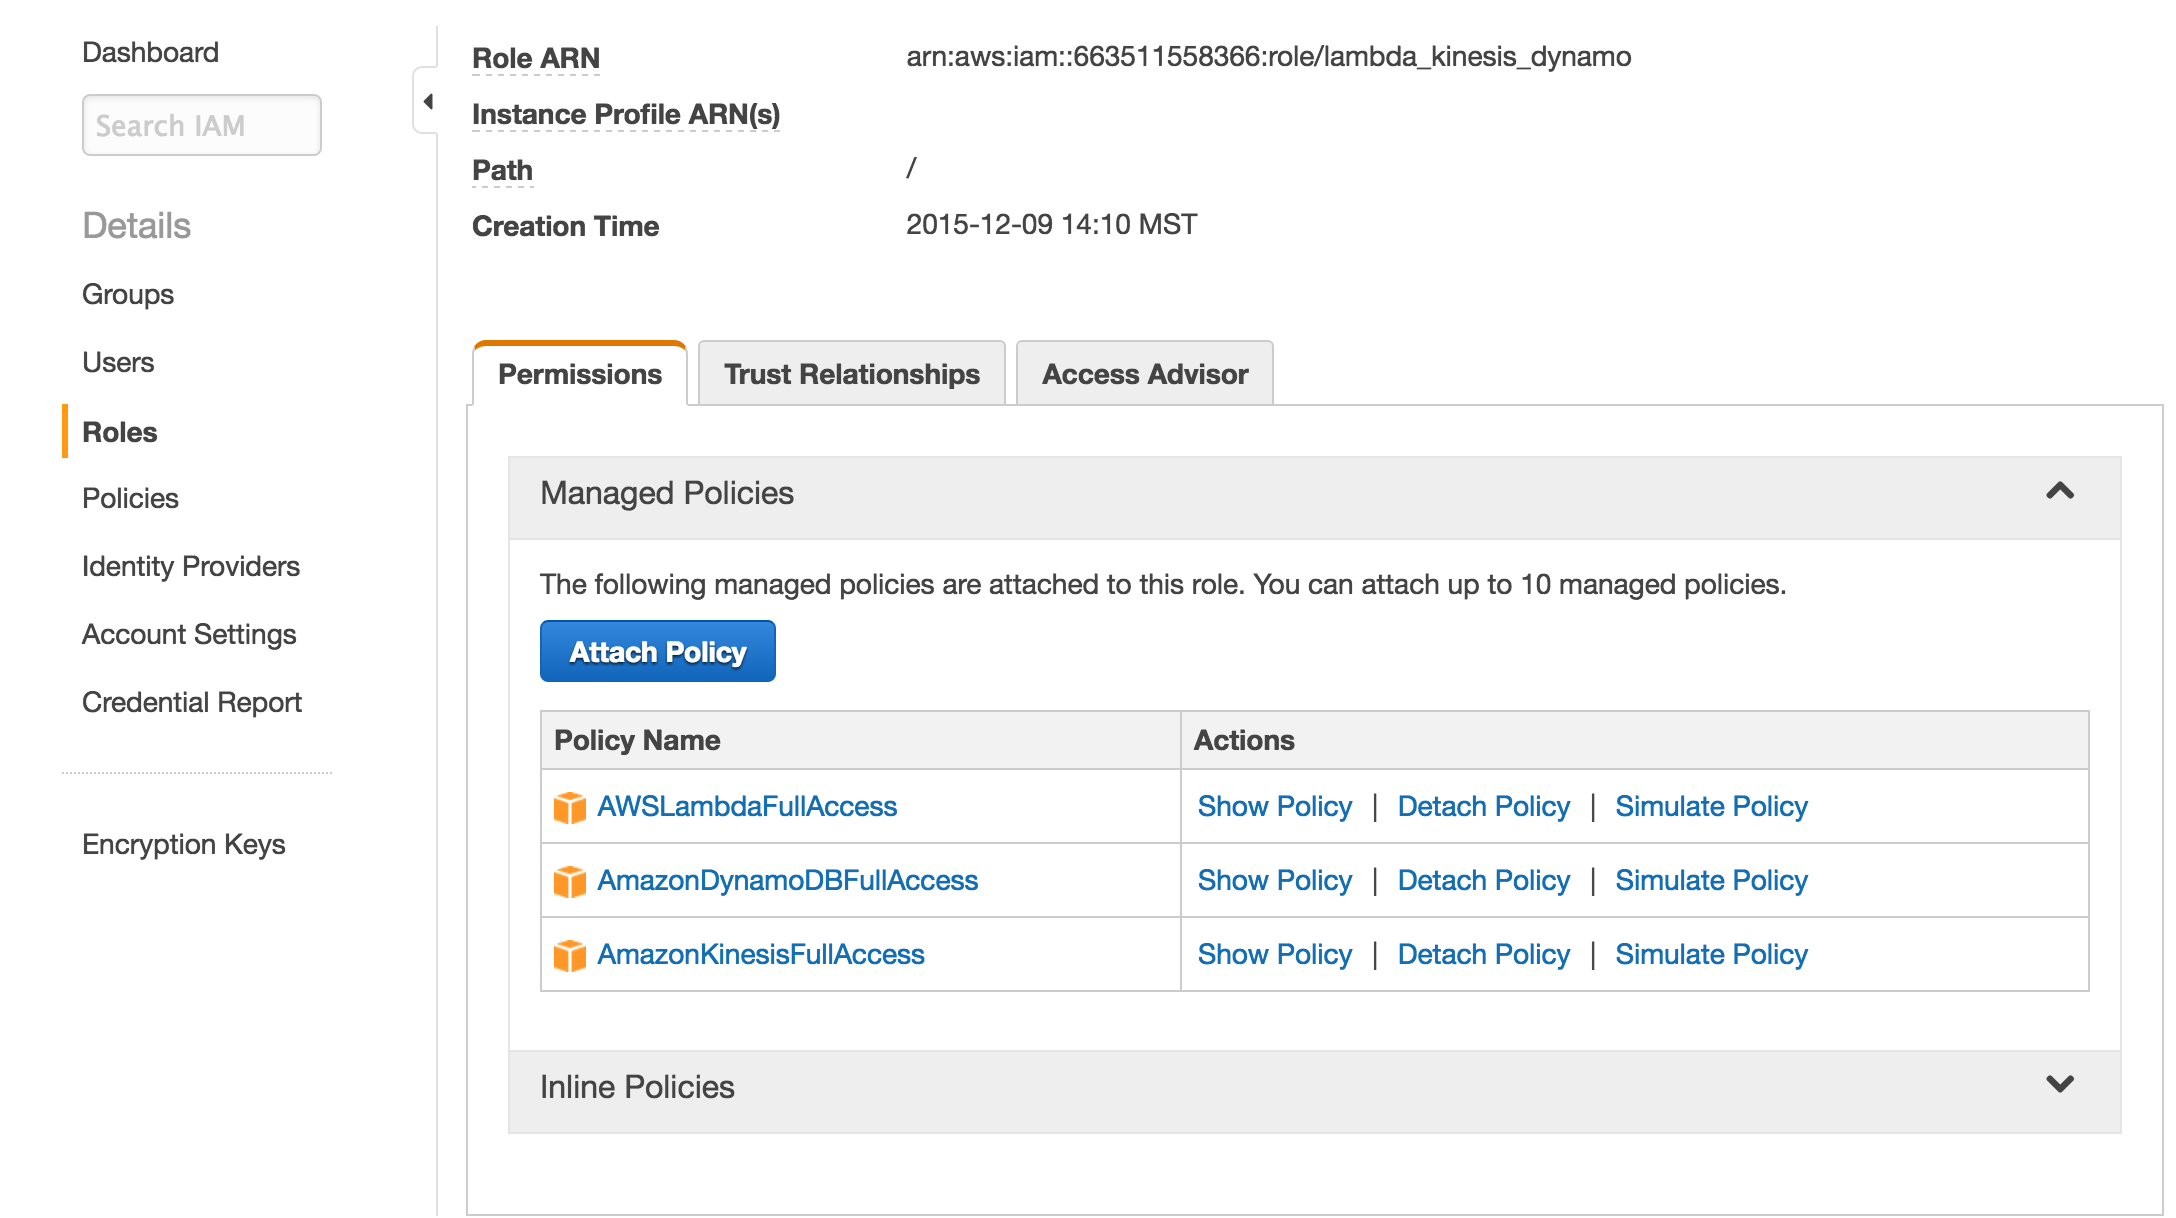 Dashboard
Search IAM
Details
Groups
Users
Roles
Policies
Identity Providers
Account Settings
Credential Report
Encryption Keys
Role ARN arn:aws:iam::663511558366:role/lambda_kinesis_dynamo
Instance Profile ARN(s)
Path /
Creation Time 2015-12-09 14:10 MST
Permissions Trust Relationships Access Advisor
Managed Policies
The following managed policies are attached to this role. You can attach up to 10 managed policies.
Attach Policy
Policy Name Actions
AWSLambdaFullAccess Show Policy | Detach Policy | Simulate Policy
AmazonDynamoDBFullAccess Show Policy | Detach Policy | Simulate Policy
AmazonKinesisFullAccess Show Policy | Detach Policy | Simulate Policy
Inline Policies